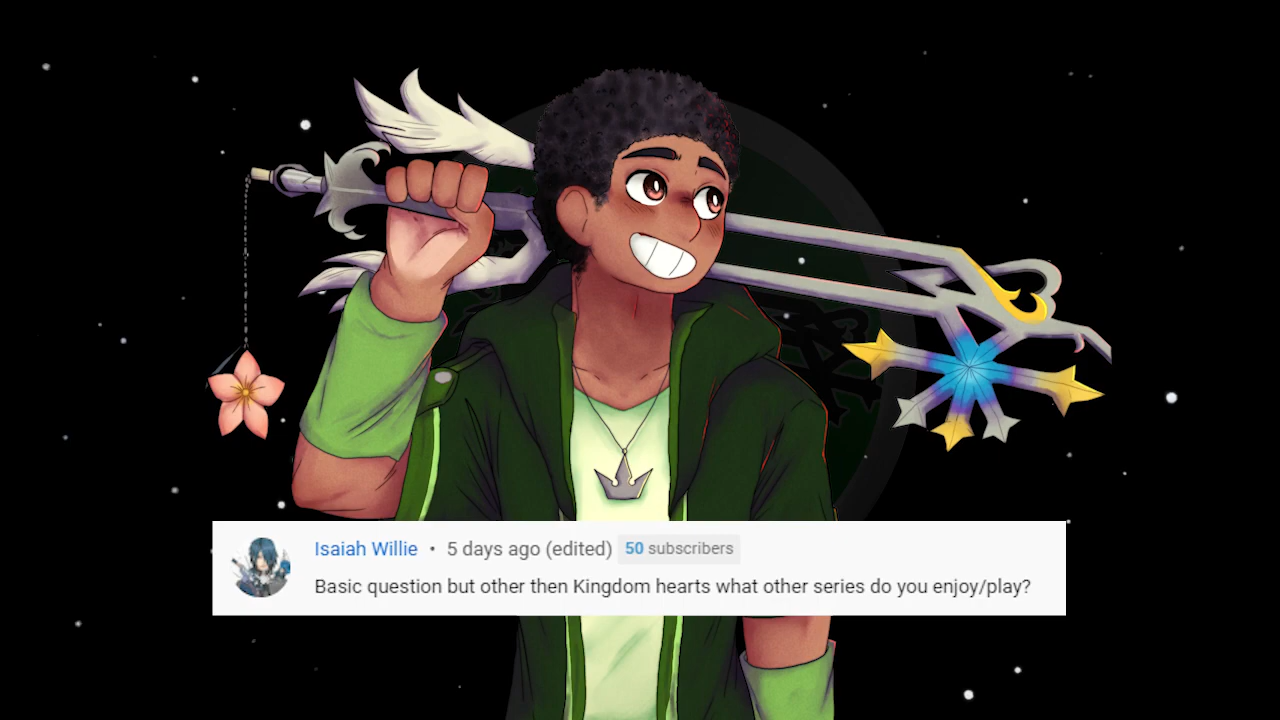 Isaiah Willie • 5 days ago (edited) 50 subscribers
Basic question but other then Kingdom hearts what other series do you enjoy/play?